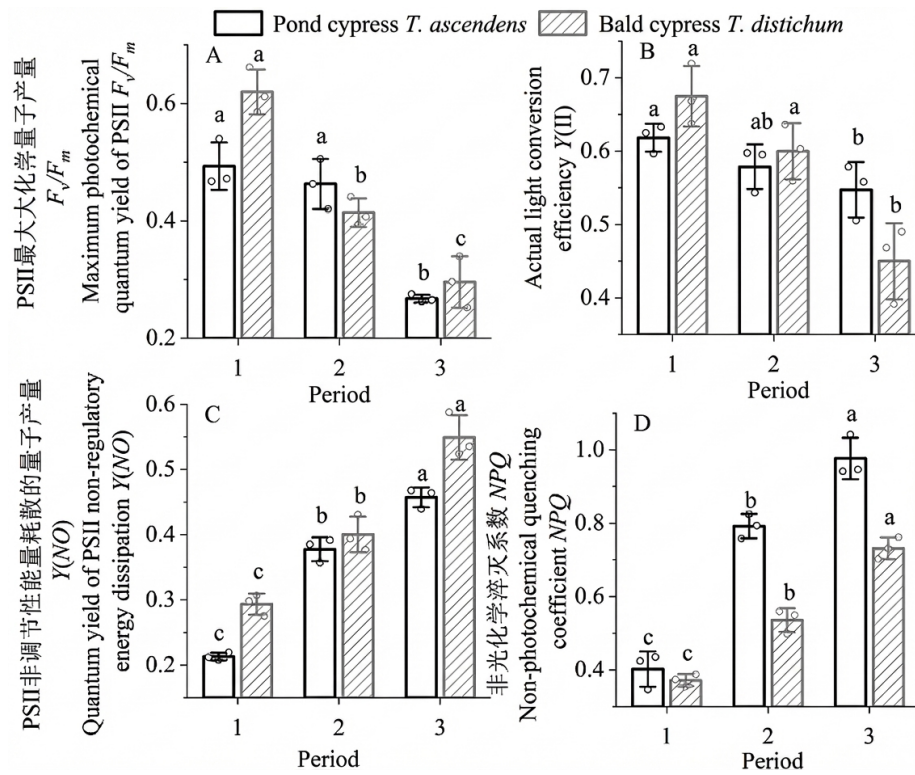 Pond cypress T. ascendens
Bald cypress T. distichum
A
PSII最大大化学量子产量
Fv/Fm
Maximum photochemical
quantum yield of PSII Fv/Fm
0.6
0.4
0.2
a
a
a
b
b
c
1
2
3
Period
B
Actual light conversion
efficiency Y(II)
0.7
0.6
0.5
0.4
a
a
ab
a
b
b
1
2
3
Period
C
PSII非调节性能量耗散的量子产量
Y(NO)
Quantum yield of PSII non-regulatory
energy dissipation Y(NO)
0.6
0.5
0.4
0.3
0.2
c
c
b
b
a
a
1
2
3
Period
D
非光化学淬灭系数 NPQ
Non-photochemical quenching
coefficient NPQ
1.0
0.8
0.6
0.4
c
c
b
b
a
a
1
2
3
Period